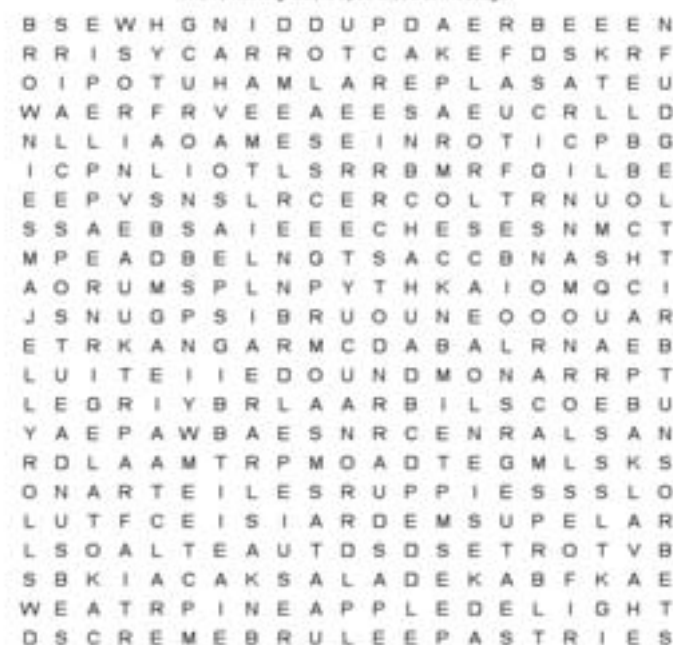 B S E W H G N I D D U P D A E R B E E E N
R R I S Y C A R R O T C A K E F D S K R F
O I P O T U H A M L A R E P L A S A T E U
W A E R F R V E E A E E S A E U C R L L D
N L L I A O A M E S E I N R O T I C P B G
I C P N L I O T L S R R B M R F G I L B E
E E P V S N S L R C E R C O L T R N U O L
S S A E B S A I E E E C H E S E S N M C T
M P E A D B E L N G T S A C C B N A S H T
A O R U M S P L N P Y T H K A I O M Q C I
J S N U G P S I B R U O U N E O O O U A R
E T R K A N G A R M C D A B A L R N A E B
L U I T E I I E D O U N D M O N A R R P T
L E G R I Y B R L A A R B I L S C O E B U
Y A E P A W B A E S N R C E N R A L S A N
R D L A A M T R P M O A D T E G M L S K S
O N A R T E I L E S R U P P I E S S S L O
L U T F C E I S I A R D E M S U P E L A R
L S O A L T E A U T D S D S E T R O T V B
S B K I A C A K S A L A D E K A B F K A E
W E A T R P I N E A P P L E D E L I G H T
D S C R E M E B R U L E E P A S T R I E S